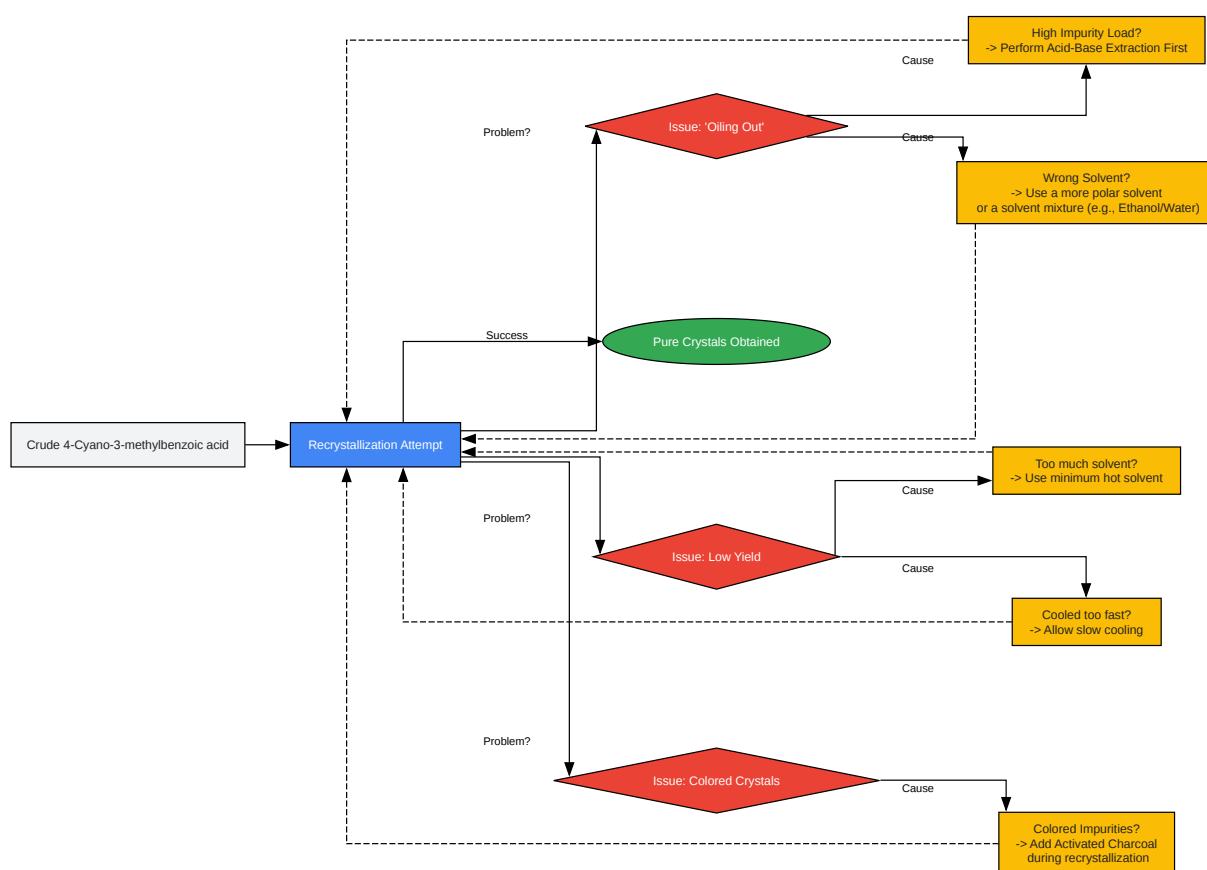 High Impurity Load?
-> Perform Acid-Base Extraction First
Cause
Problem?
Issue: 'Oiling Out'
Cause
Wrong Solvent?
-> Use a more polar solvent
or a solvent mixture (e.g., Ethanol/Water)
Success
Pure Crystals Obtained
Crude 4-Cyano-3-methylbenzoic acid
Recrystallization Attempt
Too much solvent?
-> Use minimum hot solvent
Cause
Problem?
Issue: Low Yield
Cause
Cooled too fast?
-> Allow slow cooling
Problem?
Issue: Colored Crystals
Cause
Colored Impurities?
-> Add Activated Charcoal
during recrystallization